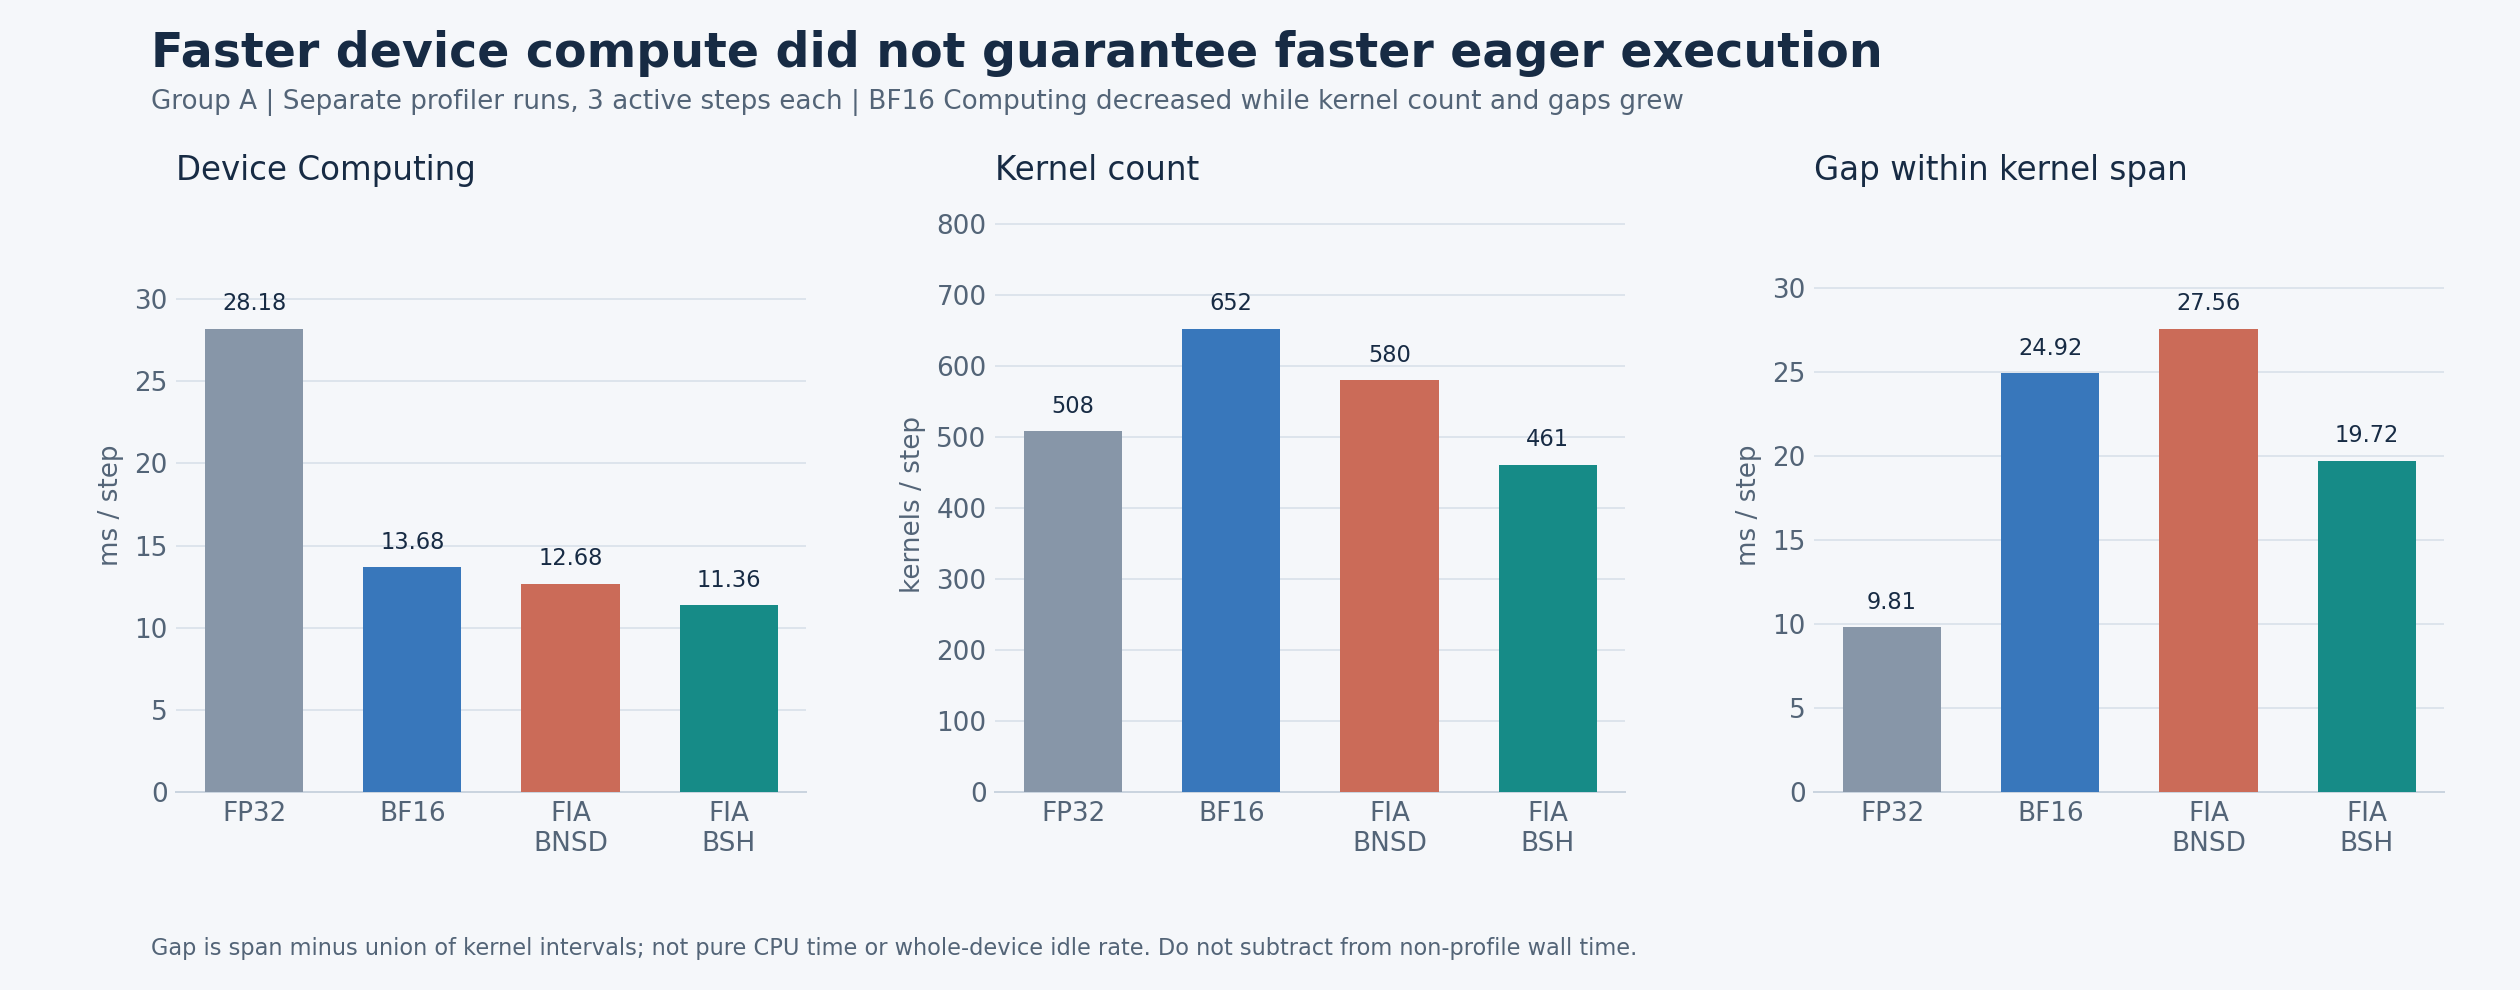 Faster device compute did not guarantee faster eager execution
Group A | Separate profiler runs, 3 active steps each | BF16 Computing decreased while kernel count and gaps grew
Device Computing
ms / step
30
25
20
15
10
5
0
28.18
13.68
12.68
11.36
FP32
BF16
FIA
BNSD
FIA
BSH
Kernel count
kernels / step
800
700
600
500
400
300
200
100
0
508
652
580
461
FP32
BF16
FIA
BNSD
FIA
BSH
Gap within kernel span
ms / step
30
25
20
15
10
5
0
9.81
24.92
27.56
19.72
FP32
BF16
FIA
BNSD
FIA
BSH
Gap is span minus union of kernel intervals; not pure CPU time or whole-device idle rate. Do not subtract from non-profile wall time.